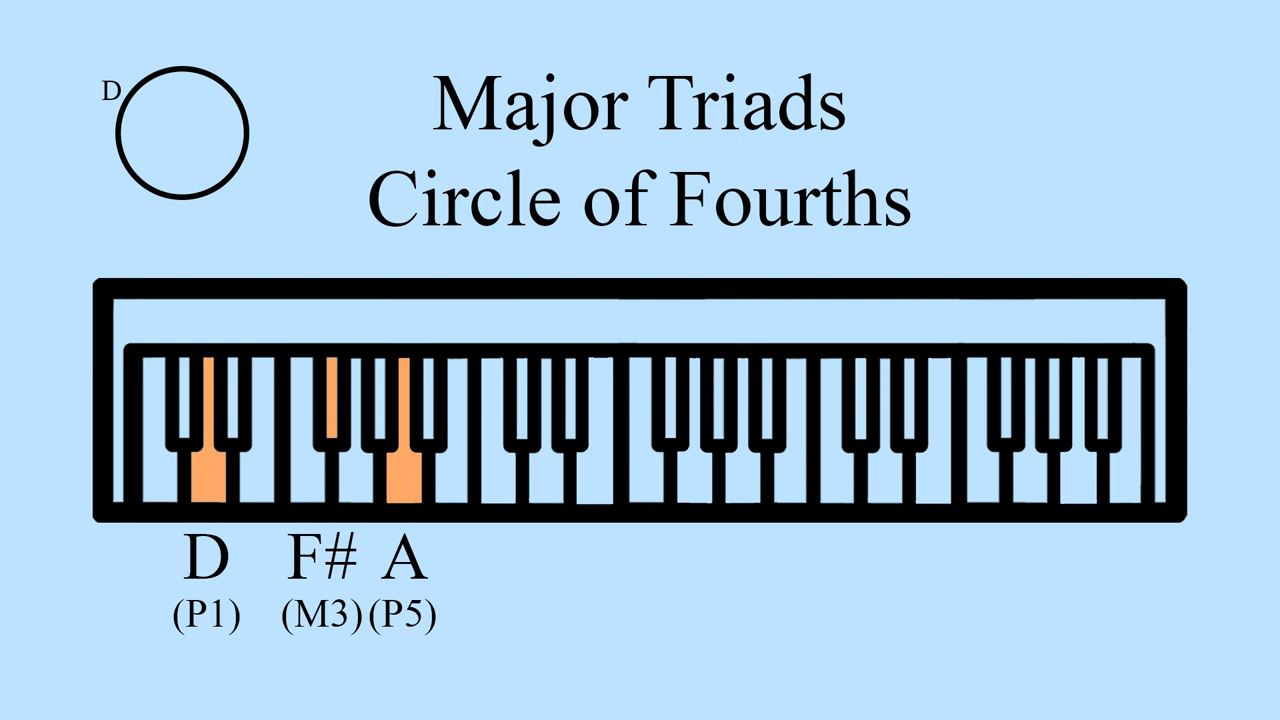 D
Major Triads
Circle of Fourths
D F# A
(P1) (M3) (P5)